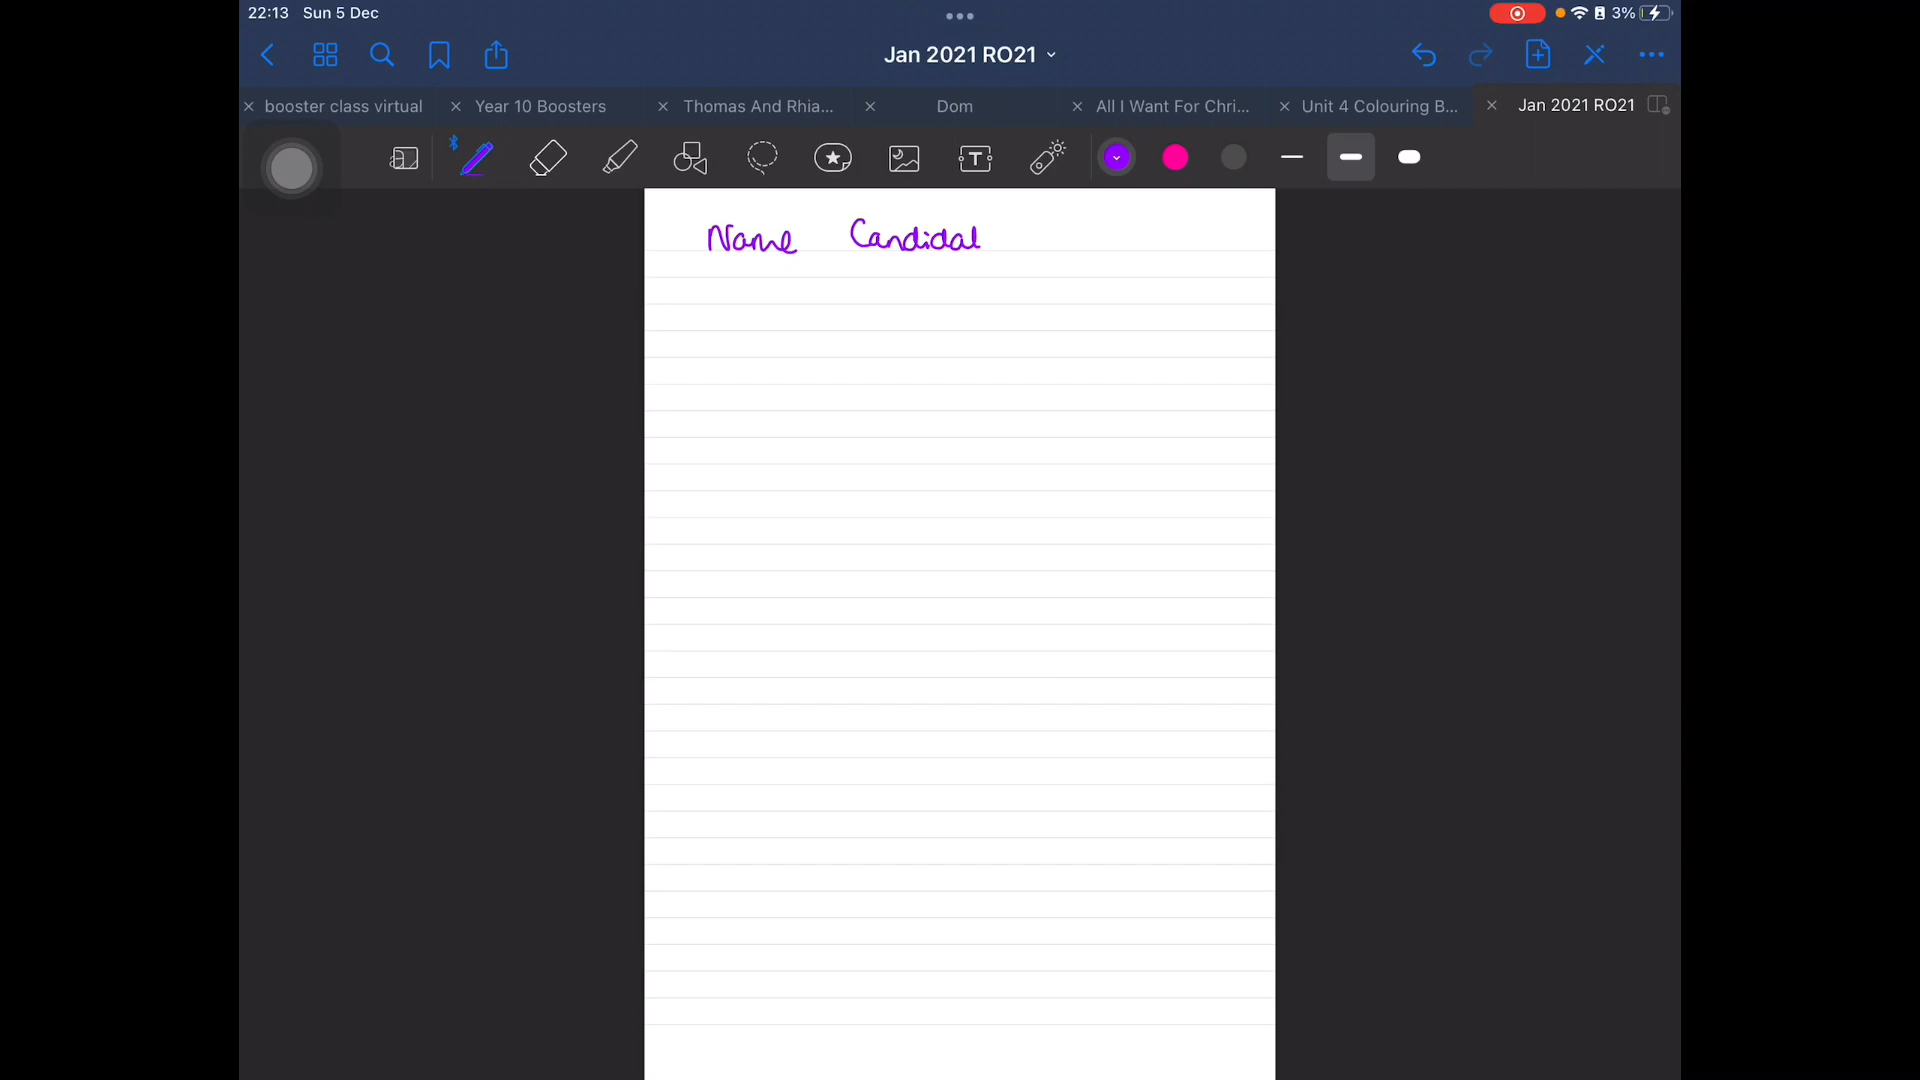 22:13 Sun 5 Dec 3%
Jan 2021 RO21
booster class virtual Year 10 Boosters Thomas And Rhia... Dom All I Want For Chri... Unit 4 Colouring B... Jan 2021 RO21
T
Name Candidal